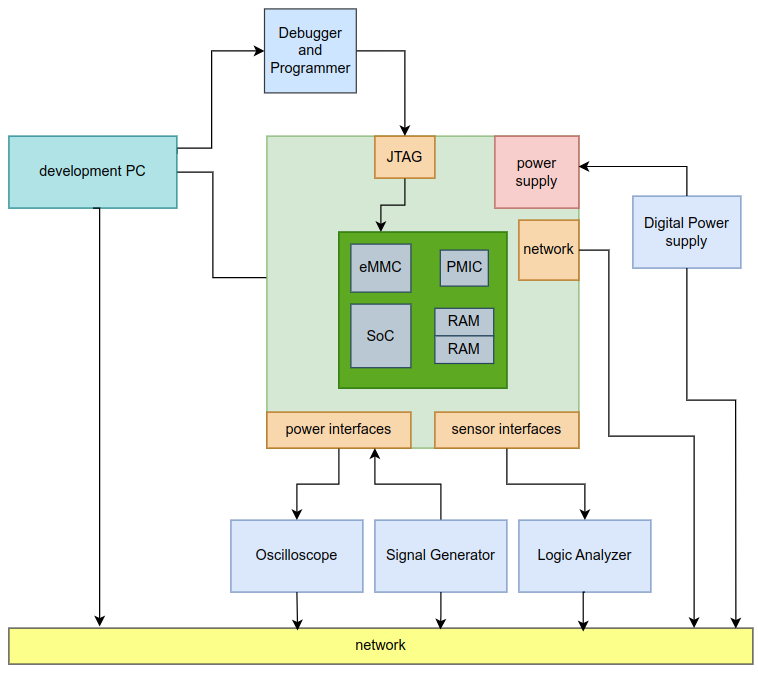 Debugger
and
Programmer
development PC
JTAG
power
supply
Digital Power
supply
network
eMMC
PMIC
SoC
RAM
RAM
power interfaces
sensor interfaces
Oscilloscope
Signal Generator
Logic Analyzer
network